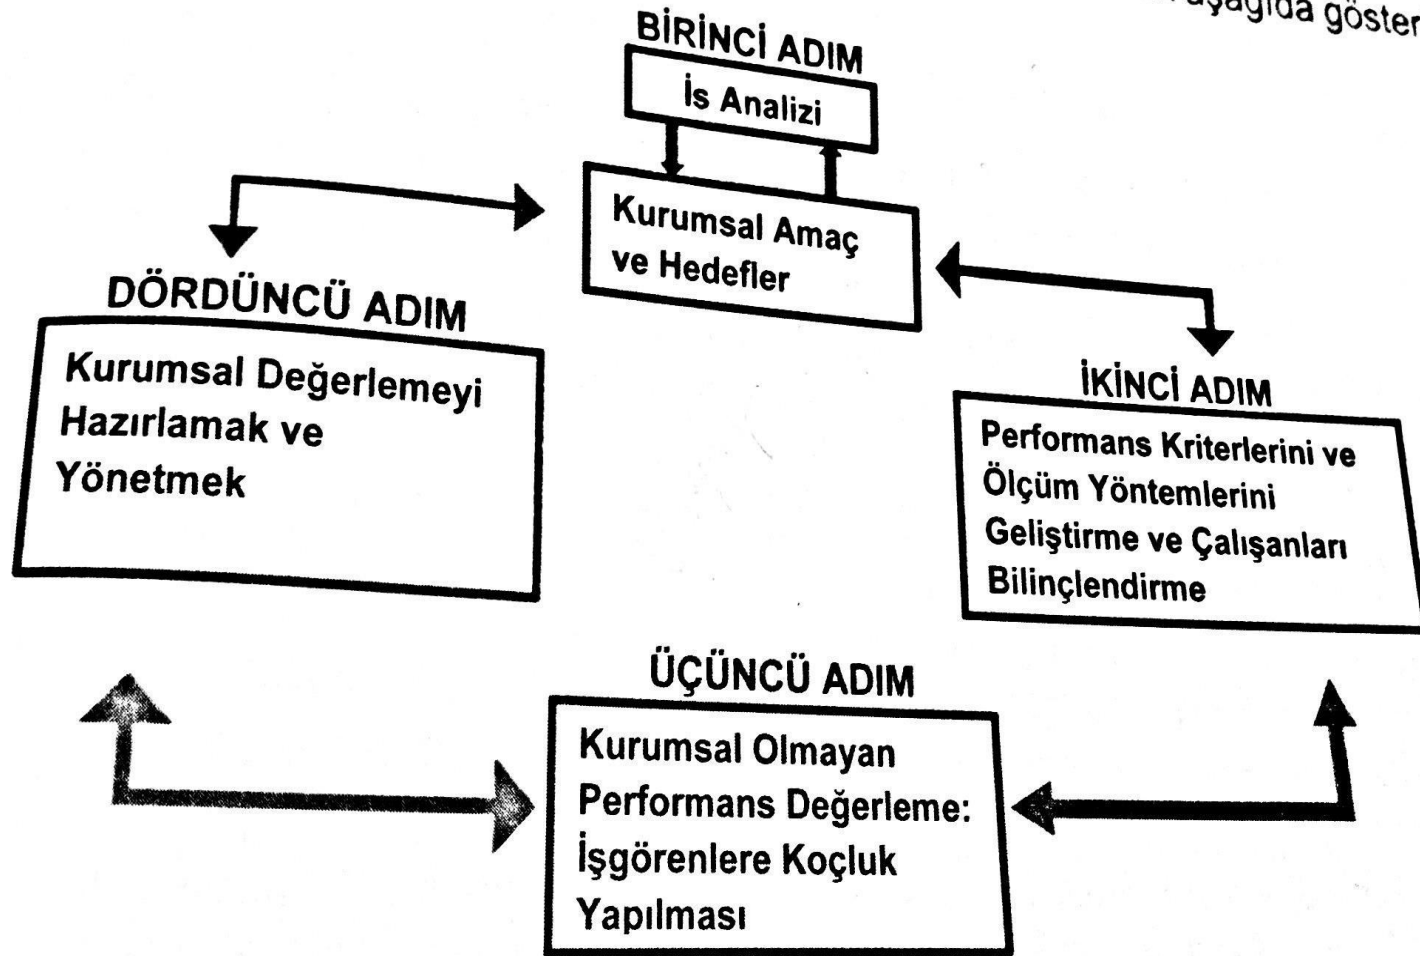 göster
BİRİNCİ ADIM
İs Analizi
Kurumsal Amaç
ve Hedefler
DÖRDÜNCÜ ADIM
Kurumsal Değerlemeyi
Hazırlamak ve
Yönetmek
İKİNCİ ADIM
Performans Kriterlerini ve
Ölçüm Yöntemlerini
Geliştirme ve Çalışanları
Bilinçlendirme
ÜÇÜNCÜ ADIM
Kurumsal Olmayan
Performans Değerleme:
İşgörenlere Koçluk
Yapılması